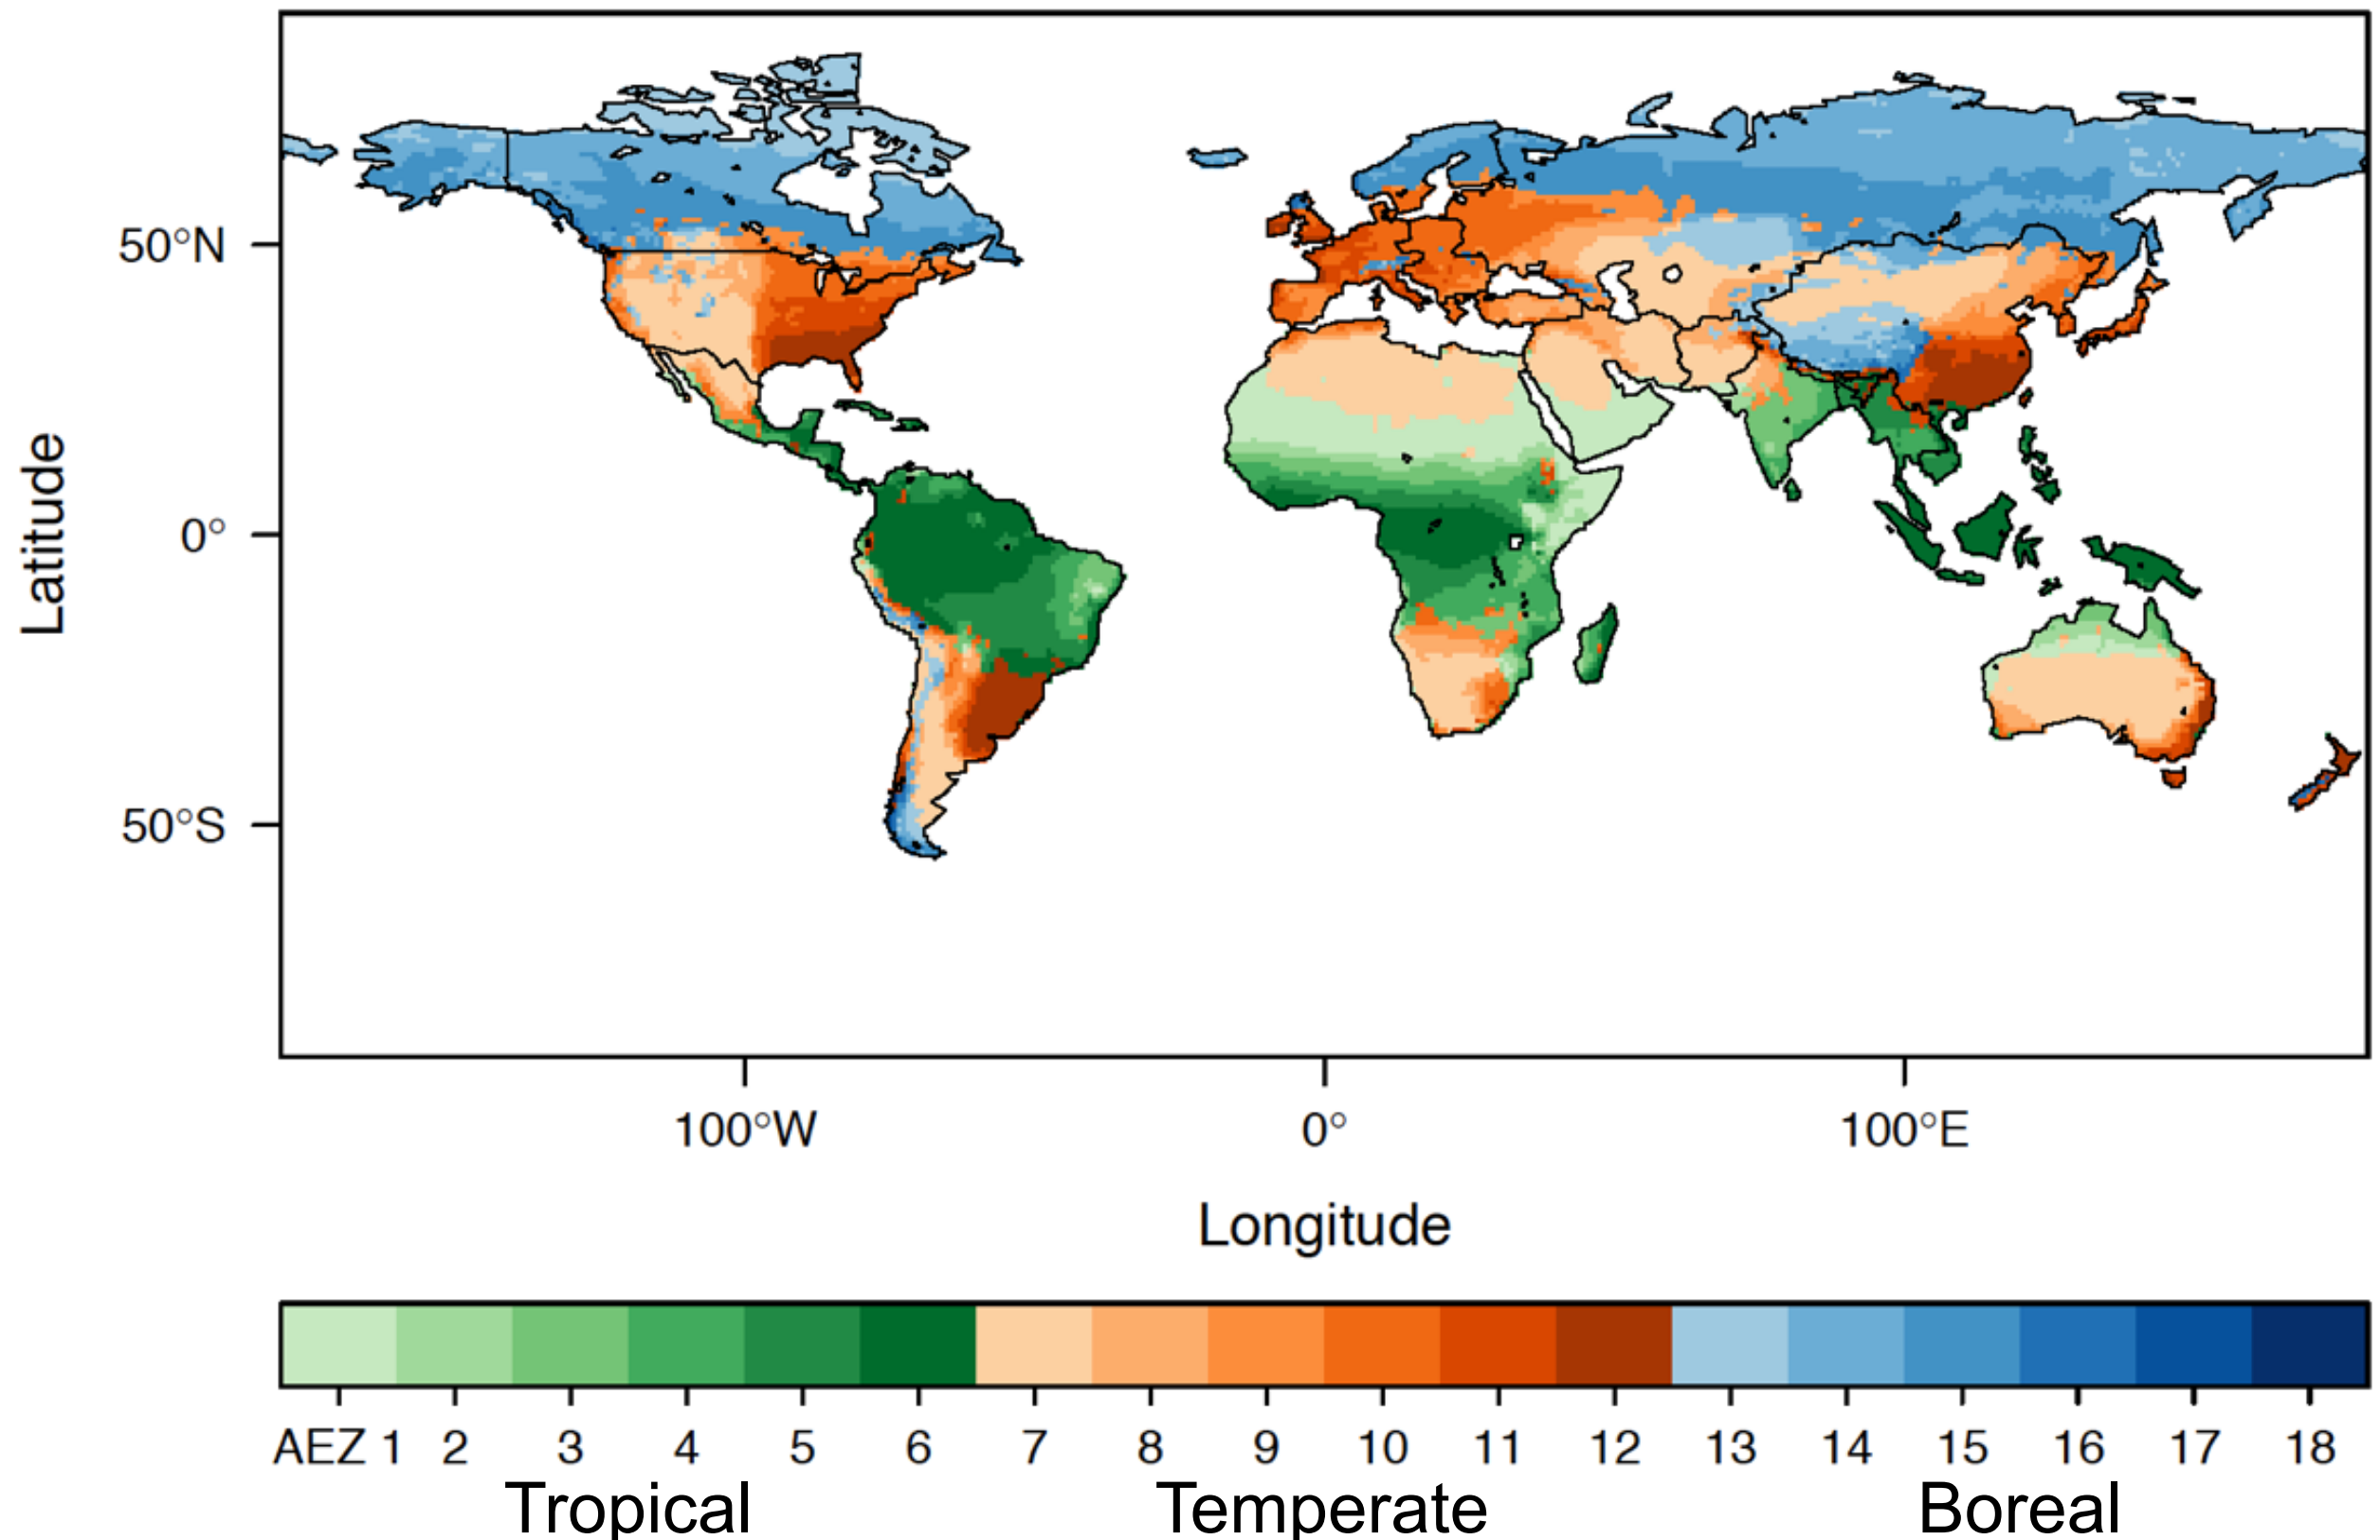 Latitude
50°N
0°
50°S
100°W 0° 100°E
Longitude
AEZ 1 2 3 4 5 6 7 8 9 10 11 12 13 14 15 16 17 18
Tropical Temperate Boreal